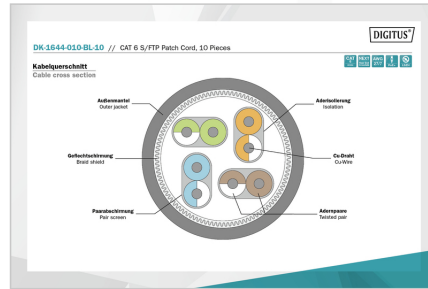 DIGITUS®
DK-1644-010-BL-10 // CAT 6 S/FTP Patch Cord, 10 Pieces
Kabelquerschnitt
Cable cross section
Außenmantel
Outer jacket
Aderisolierung
Isolation
Geflechtschirmung
Braid shield
Cu-Draht
Cu-Wire
Paarabschirmung
Pair screen
Adernpaare
Twisted pair